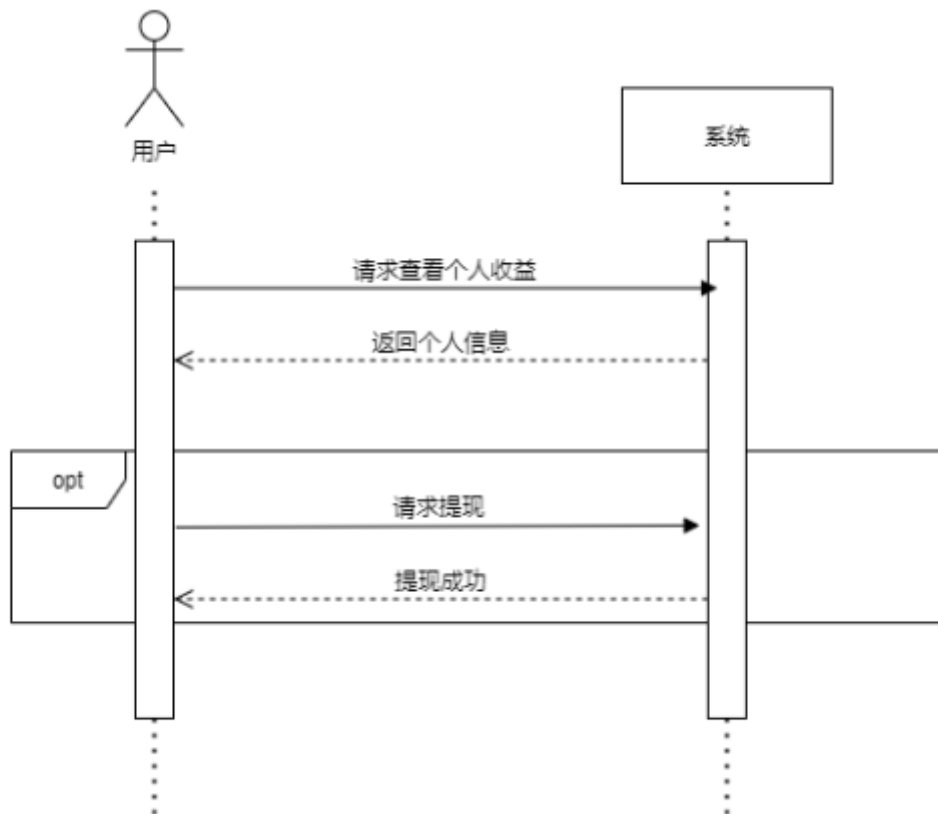 用户
系统
请求查看个人收益
返回个人信息
opt
请求提现
提现成功